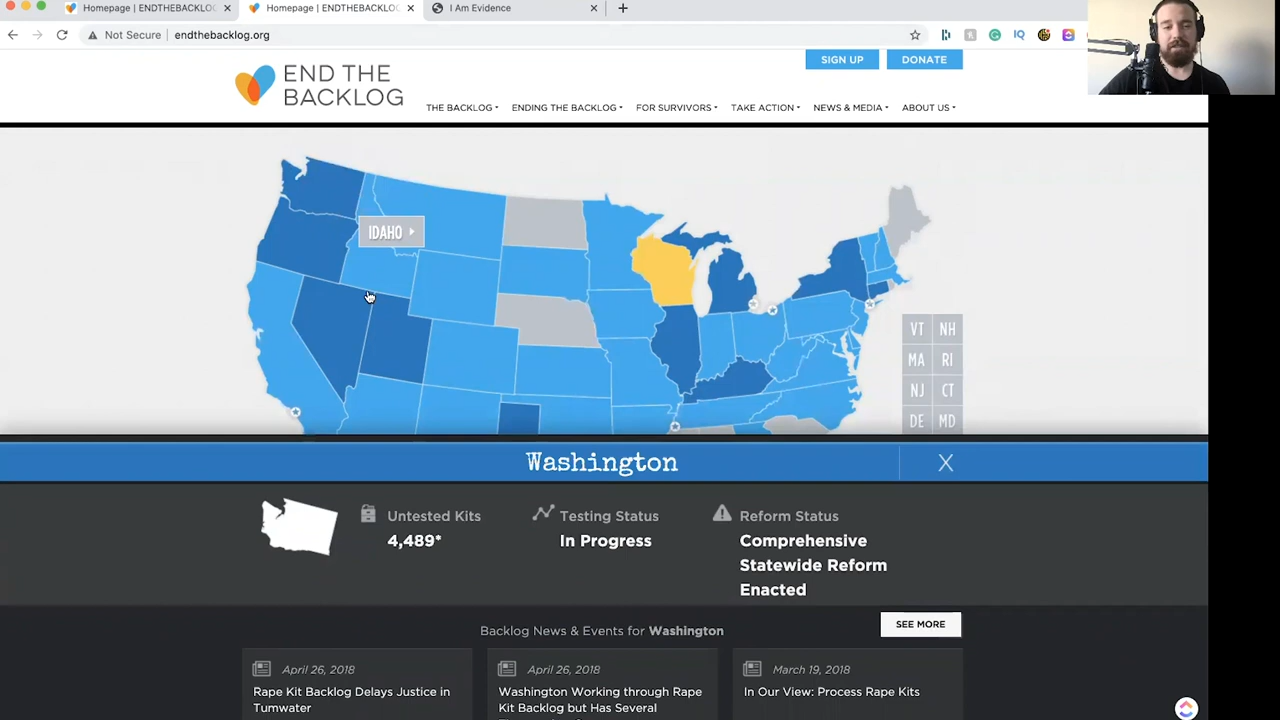 Homepage | ENDTHEBACKLOG
Homepage | ENDTHEBACKLOG
I Am Evidence
Not Secure
endthebacklog.org
IQ
SIGN UP
DONATE
END THE
BACKLOG
THE BACKLOG
ENDING THE BACKLOG
FOR SURVIVORS
TAKE ACTION
NEWS & MEDIA
ABOUT US
IDAHO
VT
NH
MA
RI
NJ
CT
DE
MD
Washington
X
Untested Kits
4,489*
Testing Status
In Progress
Reform Status
Comprehensive
Statewide Reform
Enacted
Backlog News & Events for Washington
SEE MORE
April 26, 2018
Rape Kit Backlog Delays Justice in
Tumwater
April 26, 2018
Washington Working through Rape
Kit Backlog but Has Several
March 19, 2018
In Our View: Process Rape Kits